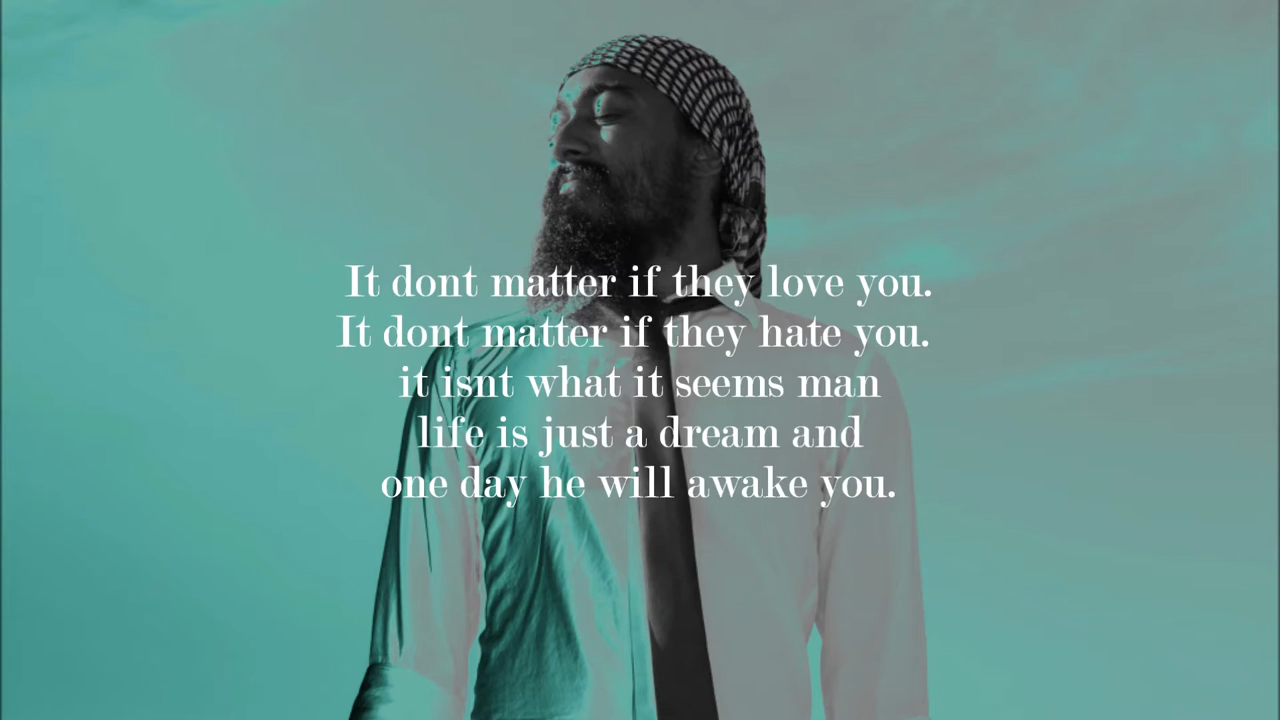 It dont matter if they love you.
It dont matter if they hate you.
it isnt what it seems man
life is just a dream and
one day he will awake you.